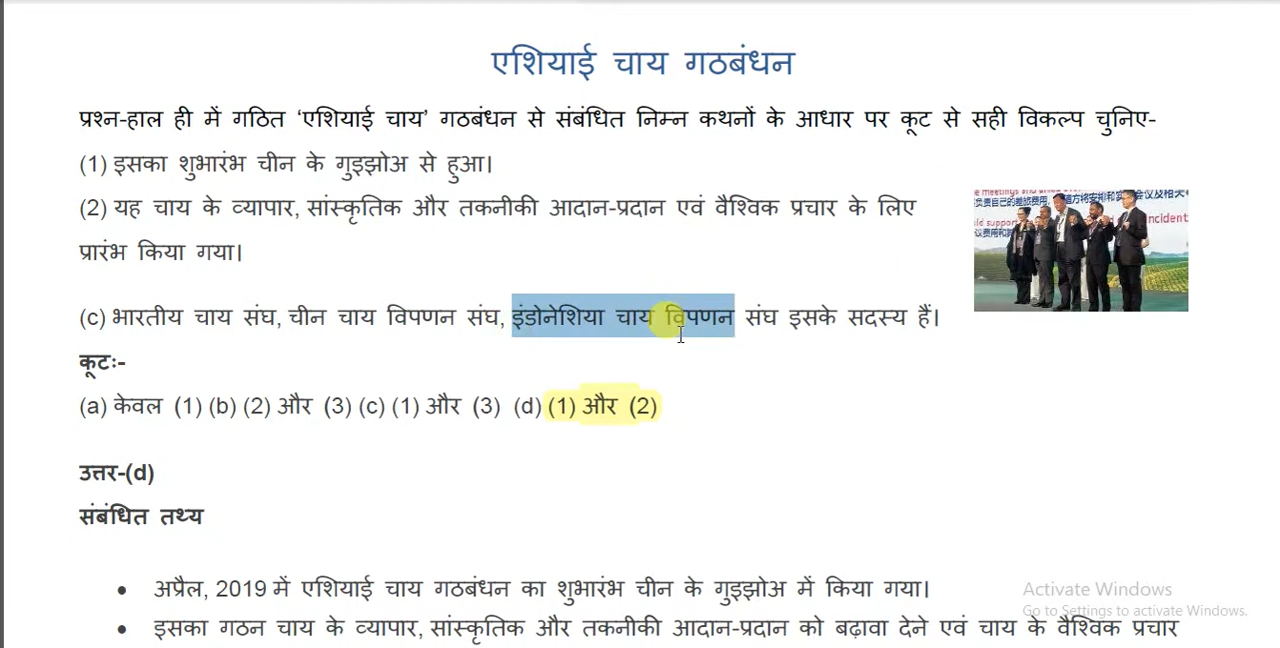 एशियाई चाय गठबंधन
प्रश्न-हाल ही में गठित ‘एशियाई चाय’ गठबंधन से संबंधित निम्न कथनों के आधार पर कूट से सही विकल्प चुनिए-
(1) इसका शुभारंभ चीन के गुइझोअ से हुआ।
(2) यह चाय के व्यापार, सांस्कृतिक और तकनीकी आदान-प्रदान एवं वैश्विक प्रचार के लिए
प्रारंभ किया गया।
(c) भारतीय चाय संघ, चीन चाय विपणन संघ, इंडोनेशिया चाय विपणन संघ इसके सदस्य हैं।
कूटः-
(a) केवल (1) (b) (2) और (3) (c) (1) और (3) (d) (1) और (2)
उत्तर-(d)
संबंधित तथ्य
• अप्रैल, 2019 में एशियाई चाय गठबंधन का शुभारंभ चीन के गुइझोअ में किया गया।
• इसका गठन चाय के व्यापार, सांस्कृतिक और तकनीकी आदान-प्रदान को बढ़ावा देने एवं चाय के वैश्विक प्रचार
Activate Windows
Go to Settings to activate Windows.